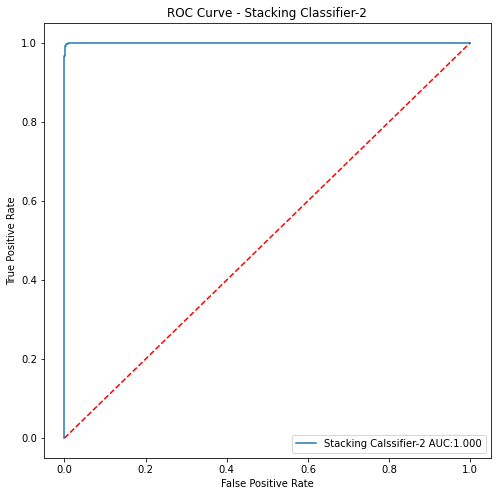 ROC Curve - Stacking Classifier-2
True Positive Rate
1.0
0.8
0.6
0.4
0.2
0.0
0.0 0.2 0.4 0.6 0.8 1.0
False Positive Rate
Stacking Calssifier-2 AUC:1.000